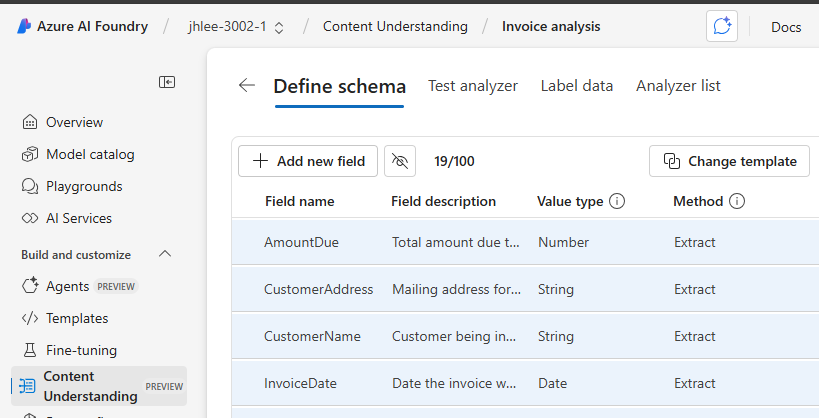 Azure AI Foundry / jhlee-3002-1 / Content Understanding / Invoice analysis Docs
Define schema Test analyzer Label data Analyzer list
Overview
Model catalog
Playgrounds
AI Services
Build and customize
Agents PREVIEW
Templates
Fine-tuning
Content Understanding PREVIEW
Add new field 19/100 Change template
Field name Field description Value type Method
AmountDue Total amount due t... Number Extract
CustomerAddress Mailing address for... String Extract
CustomerName Customer being in... String Extract
InvoiceDate Date the invoice w... Date Extract